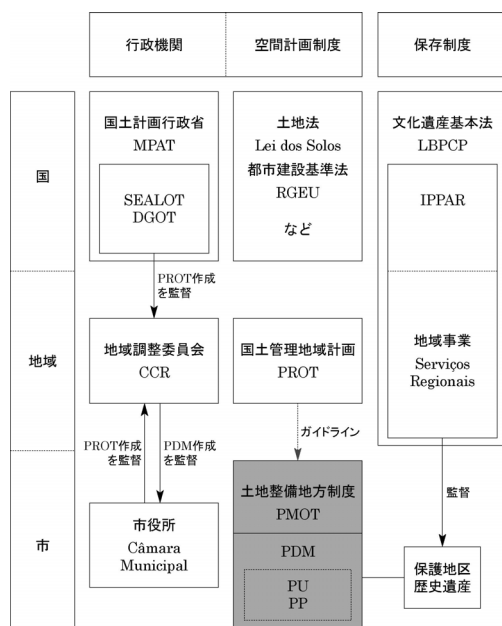 行政機関
空間計画制度
保存制度
国
国土計画行政省
MPAT
SEALOT
DGOT
土地法
Lei dos Solos
都市建設基準法
RGEU
など
文化遺産基本法
LBPCP
IPPAR
PROT作成
を監督
地域
地域調整委員会
CCR
国土管理地域計画
PROT
地域事業
Serviços
Regionais
PROT作成
を監督
PDM作成
を監督
ガイドライン
市
市役所
Câmara
Municipal
土地整備地方制度
PMOT
PDM
PU
PP
監督
保護地区
歴史遺産